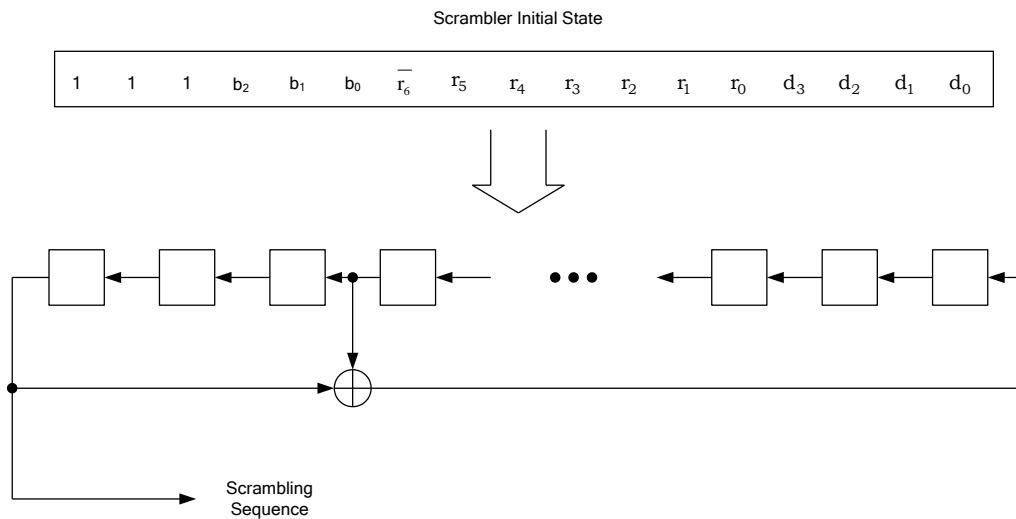 Scrambler Initial State
1 1 1 b₂ b₁ b₀ r̅₆ r₅ r₄ r₃ r₂ r₁ r₀ d₃ d₂ d₁ d₀
Scrambling
Sequence